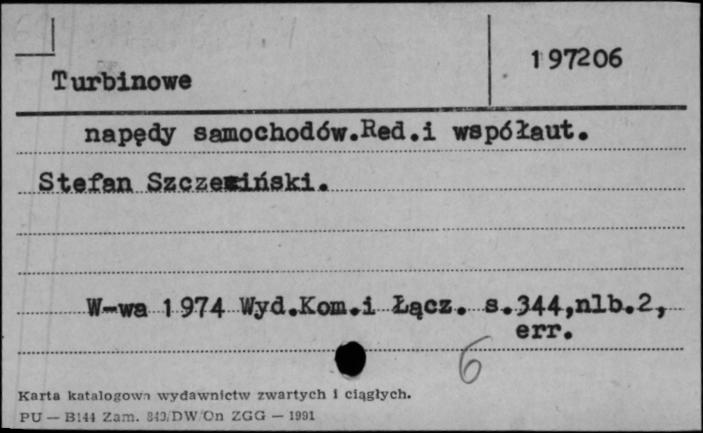 197206
Turbinowe
napędy samochodów.Red.i współaut.
Stefan Szczeciński.
W-wa 1974 Wyd.Kom.i Łącz. s.344,nlb.2,
err.
6
Karta katalogowa wydawnictw zwartych i ciągłych.
PU — B144 Zam. 843/DW/On ZGG — 1991